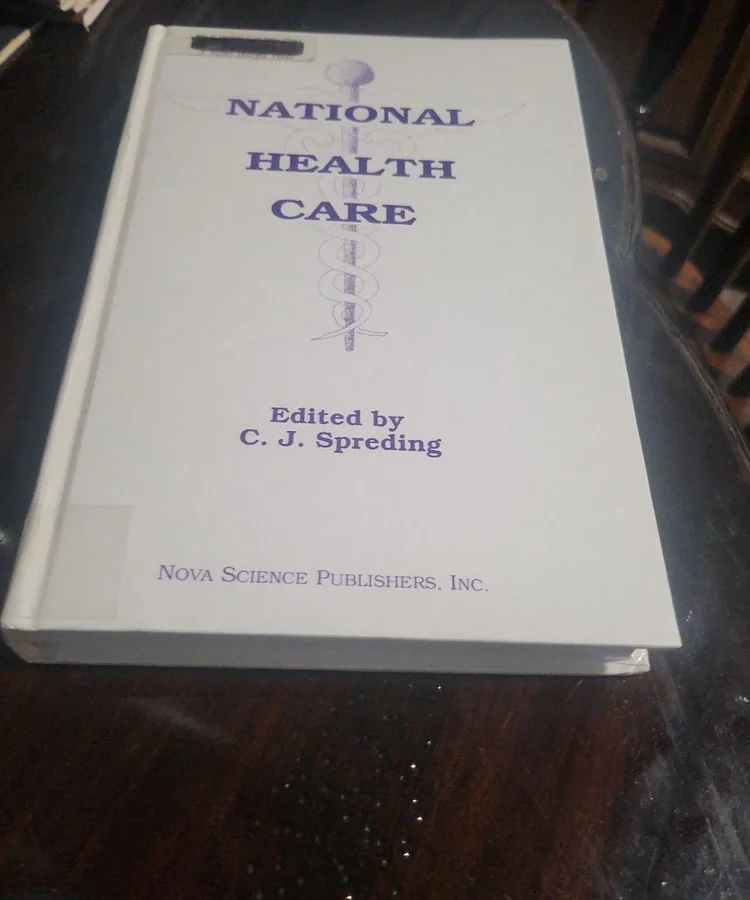 NATIONAL
HEALTH
CARE
Edited by
C. J. Spreding
NOVA SCIENCE PUBLISHERS, INC.